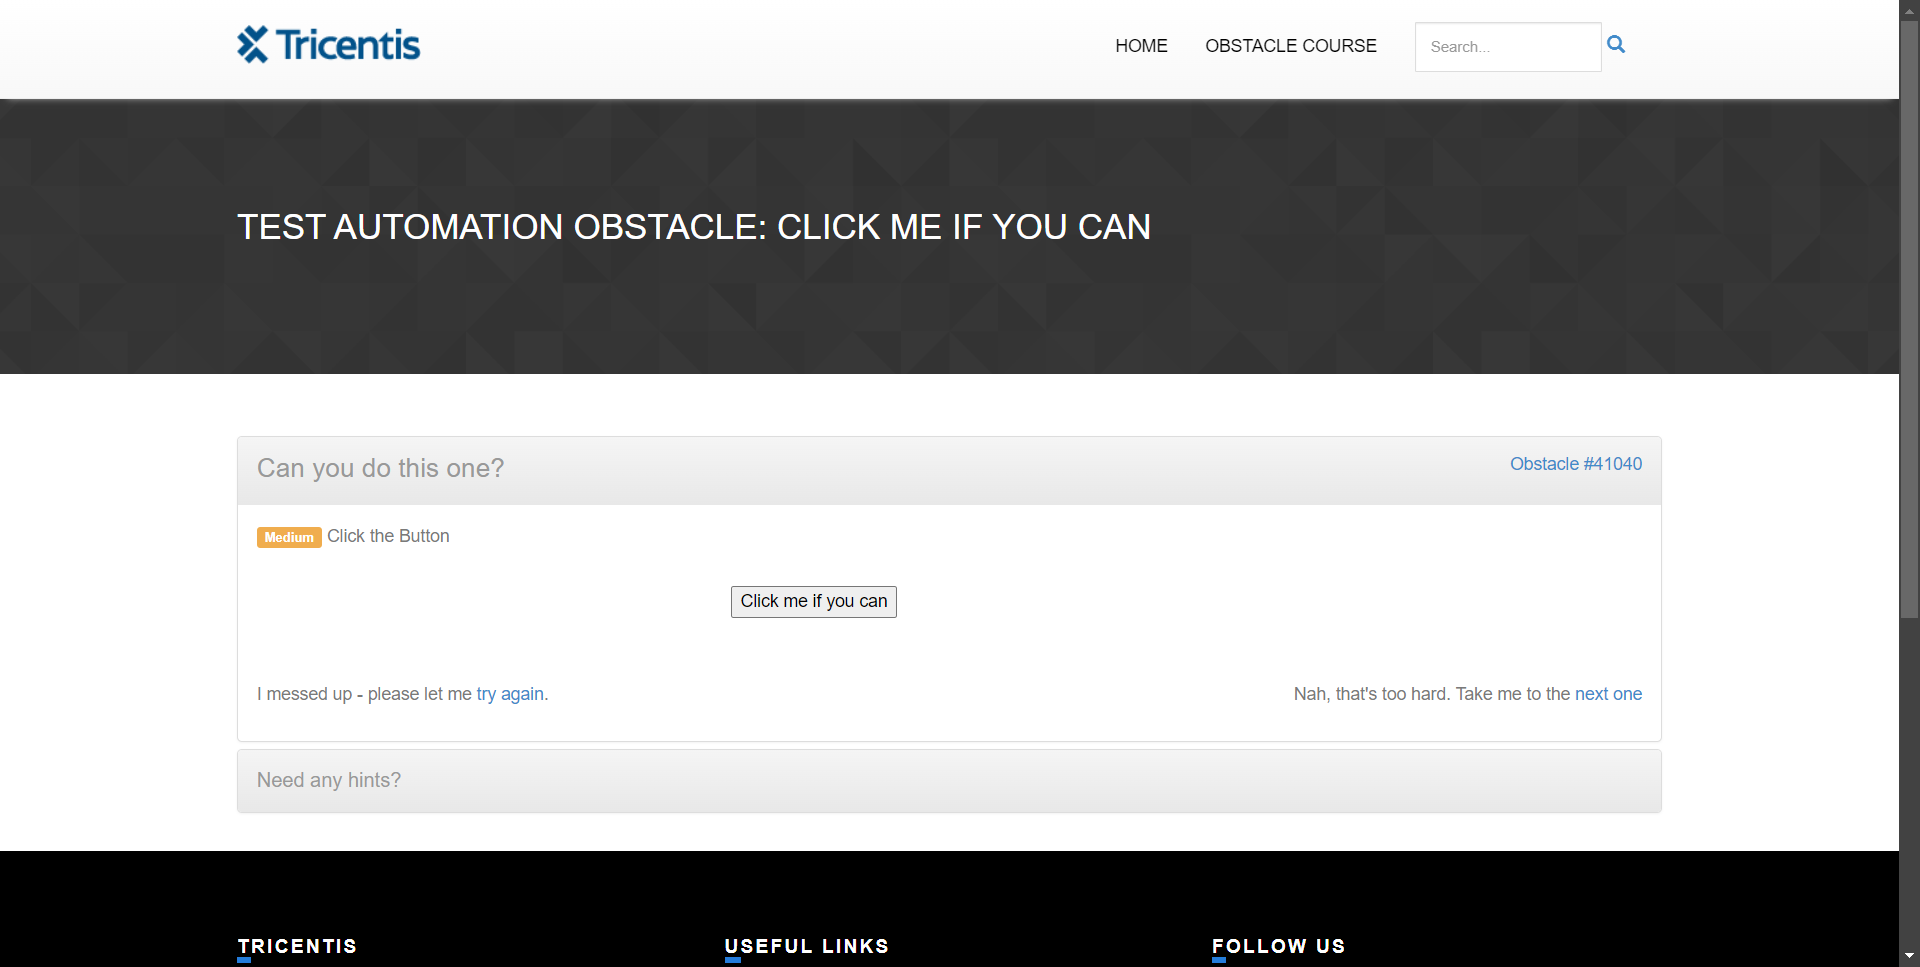 Tricentis
HOME
OBSTACLE COURSE
Search...
TEST AUTOMATION OBSTACLE: CLICK ME IF YOU CAN
Can you do this one?
Obstacle #41040
Medium Click the Button
Click me if you can
I messed up - please let me try again.
Nah, that's too hard. Take me to the next one
Need any hints?
TRICENTIS
USEFUL LINKS
FOLLOW US